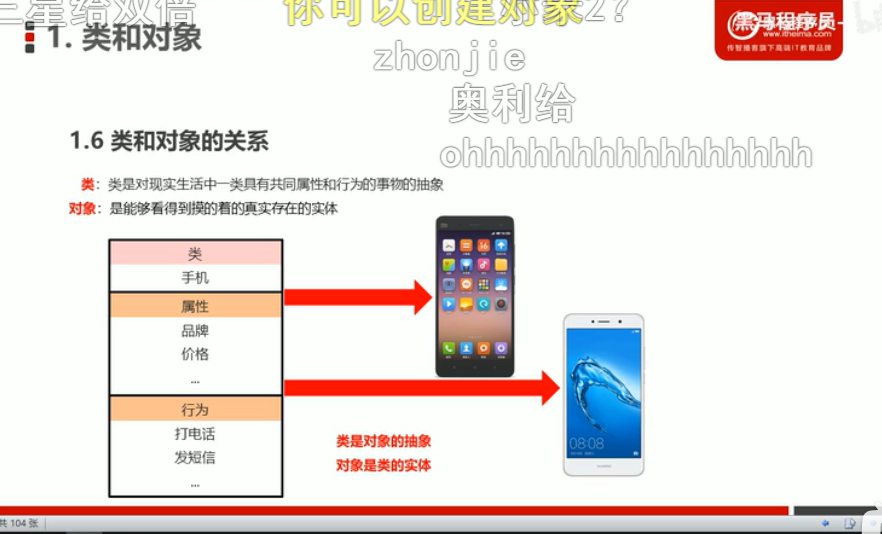 三星给双倍
你可以创建对象
2?
1. 类和对象
黑马程序员
www.itheima.com
传智播客旗下高端IT教育品牌
zhonjie
奥利给
ohhhhhhhhhhhhhhhhh
1.6 类和对象的关系
类：类是对现实生活中一类具有共同属性和行为的事物的抽象
对象：是能够看得到摸的着的真实存在的实体
类
手机
属性
品牌
价格
...
行为
打电话
发短信
...
08:08
类是对象的抽象
对象是类的实体
共 104 张